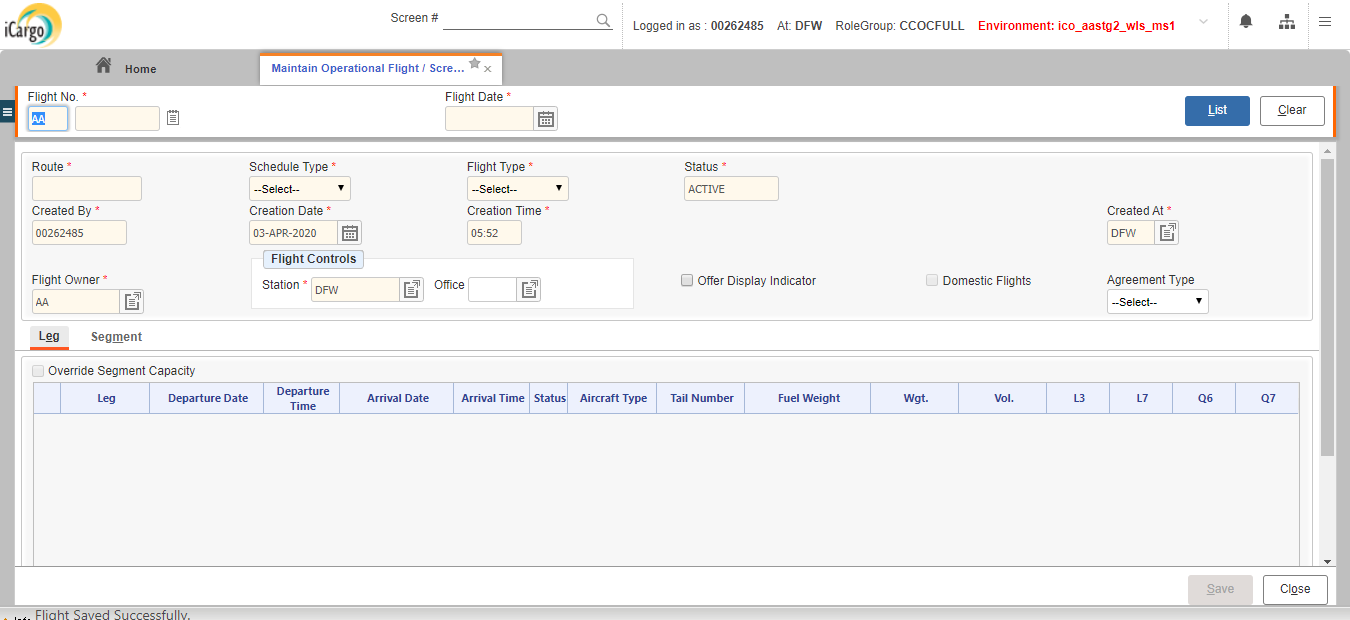 iCargo
Screen #
Logged in as : 00262485 At: DFW RoleGroup: CCOCFULL Environment: ico_aastg2_wls_ms1
Home
Maintain Operational Flight / Scre...
Flight No. *
Flight Date *
AA
List
Clear
Route *
Schedule Type *
Flight Type *
Status *
--Select--
--Select--
ACTIVE
Created By *
Creation Date *
Creation Time *
Created At *
00262485
03-APR-2020
05:52
DFW
Flight Controls
Flight Owner *
Station *
DFW
Office
Offer Display Indicator
Domestic Flights
Agreement Type
AA
--Select--
Leg
Segment
Override Segment Capacity
Leg
Departure Date
Departure
Time
Arrival Date
Arrival Time
Status
Aircraft Type
Tail Number
Fuel Weight
Wgt.
Vol.
L3
L7
Q6
Q7
Save
Close
Flight Saved Successfully.